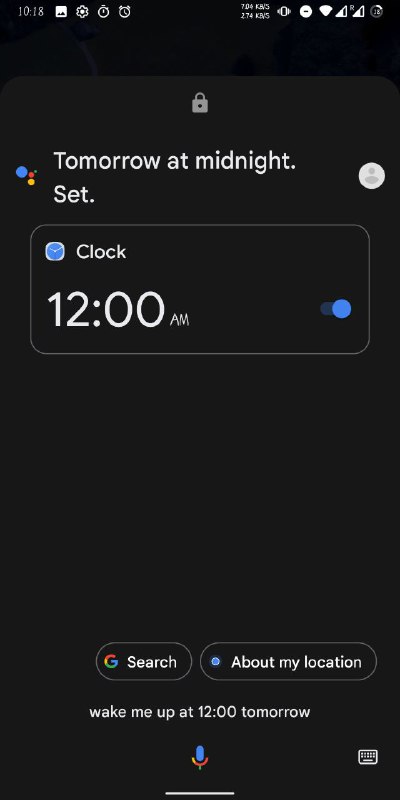 10:18
7.04 KB/S
2.74 KB/S
R
Tomorrow at midnight.
Set.
Clock
12:00 AM
Search
About my location
wake me up at 12:00 tomorrow